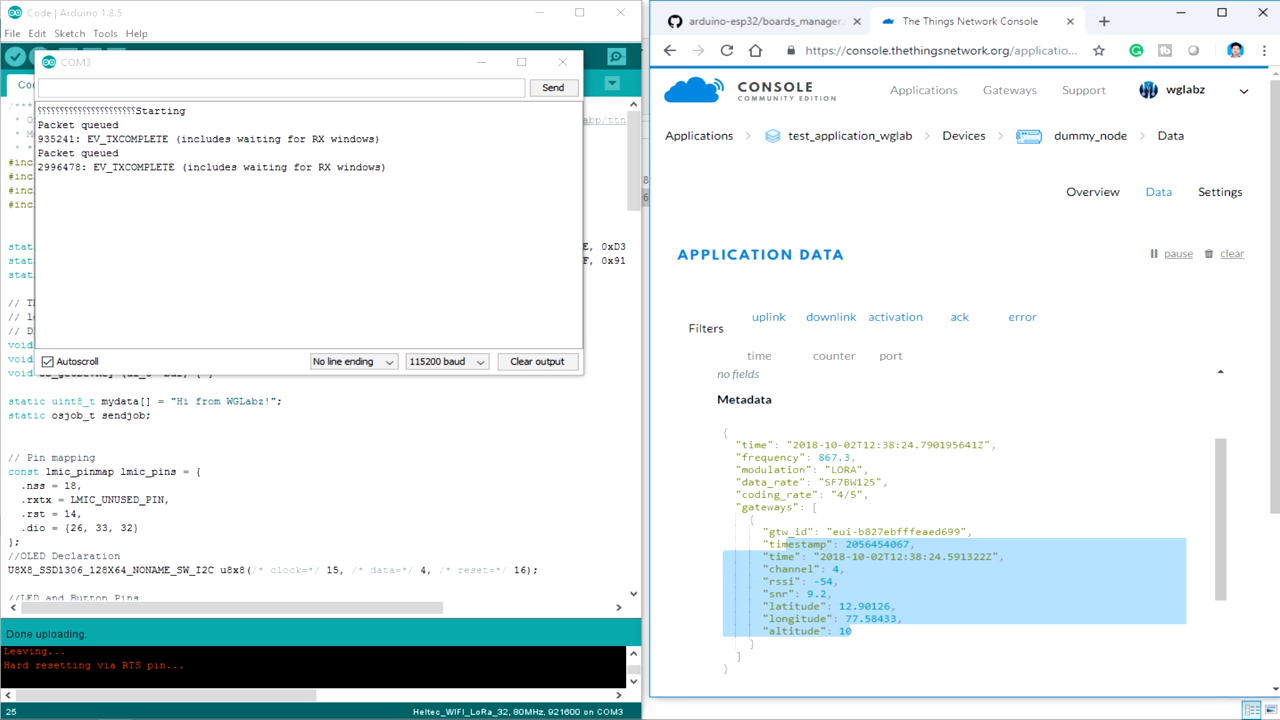 Code | Arduino 1.8.5
File Edit Sketch Tools Help
COM3
Send
Starting
Packet queued
935241: EV_TXCOMPLETE (includes waiting for RX windows)
Packet queued
2996478: EV_TXCOMPLETE (includes waiting for RX windows)
Autoscroll
No line ending
115200 baud
Clear output
static uint8_t mydata[] = "Hi from WGLabz!";
static osjob_t sendjob;
// Pin mapping
const lmic_pinmap lmic_pins = {
.nss = 18,
.rxtx = LMIC_UNUSED_PIN,
.rst = 14,
.dio = {26, 33, 32}
};
//OLED Declaration
U8X8_SSD1306_128X64_NONAME_SW_I2C u8x8(/* clock=*/ 15, /* data=*/ 4, /* reset=*/ 16);
//LED and Button Pins
Done uploading.
Leaving...
Hard resetting via RTS pin...
25
Heltec_WIFI_LoRa_32, 80MHz, 921600 on COM3
arduino-esp32/boards_manager
The Things Network Console
https://console.thethingsnetwork.org/applicatio...
CONSOLE
COMMUNITY EDITION
Applications Gateways Support
wglabz
Applications > test_application_wglab > Devices > dummy_node > Data
Overview Data Settings
APPLICATION DATA
pause clear
Filters
uplink downlink activation ack error
time counter port
no fields
Metadata
{
"time": "2018-10-02T12:38:24.790195641Z",
"frequency": 867.3,
"modulation": "LORA",
"data_rate": "SF7BW125",
"coding_rate": "4/5",
"gateways": [
{
"gtw_id": "eui-b827ebfffeaed699",
"timestamp": 2056454067,
"time": "2018-10-02T12:38:24.591322Z",
"channel": 4,
"rssi": -54,
"snr": 9.2,
"latitude": 12.90126,
"longitude": 77.58433,
"altitude": 10
}
]
}